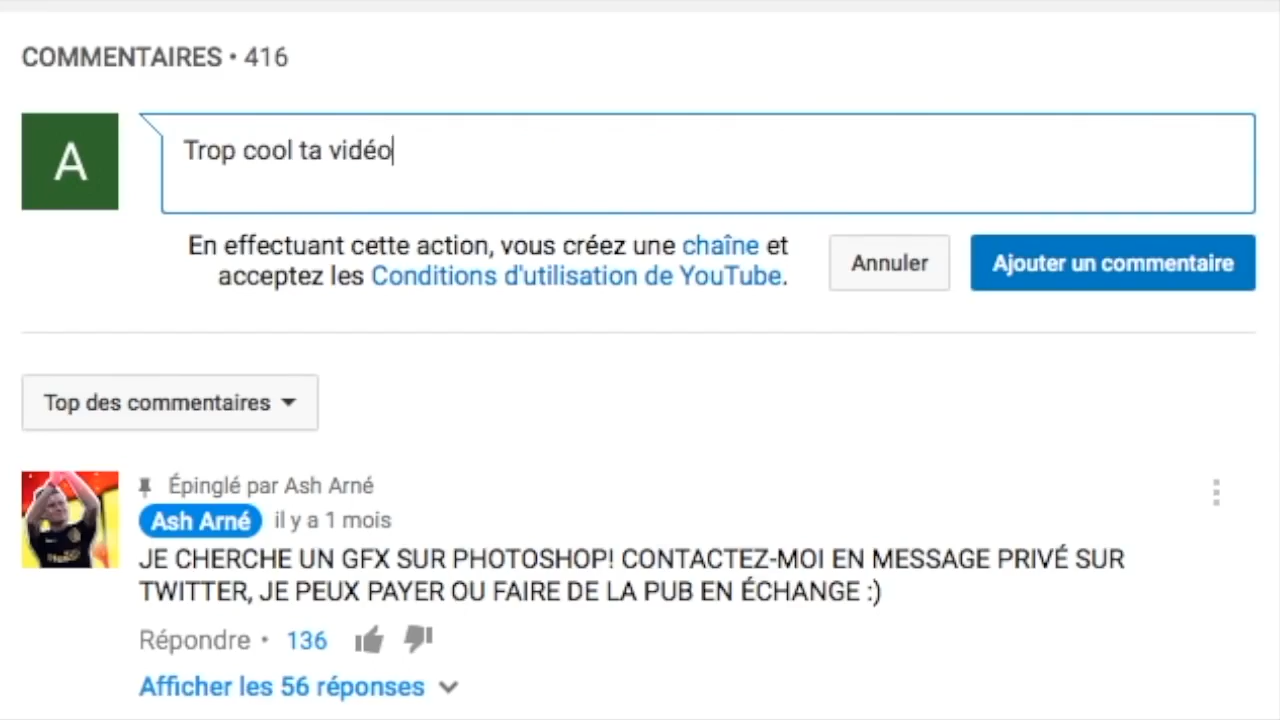 COMMENTAIRES • 416
A
Trop cool ta vidéo
En effectuant cette action, vous créez une chaîne et
acceptez les Conditions d'utilisation de YouTube.
Annuler
Ajouter un commentaire
Top des commentaires
Épinglé par Ash Arné
Ash Arné il y a 1 mois
JE CHERCHE UN GFX SUR PHOTOSHOP! CONTACTEZ-MOI EN MESSAGE PRIVÉ SUR
TWITTER, JE PEUX PAYER OU FAIRE DE LA PUB EN ÉCHANGE :)
Répondre • 136
Afficher les 56 réponses